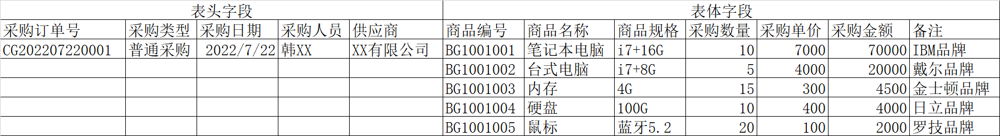 表头字段 表体字段
采购订单号 采购类型 采购日期 采购人员 供应商 商品编号 商品名称 商品规格 采购数量 采购单价 采购金额 备注
CG202207220001 普通采购 2022/7/22 韩XX XX有限公司 BG1001001 笔记本电脑 i7+16G 10 7000 70000 IBM品牌
BG1001002 台式电脑 i7+8G 5 4000 20000 戴尔品牌
BG1001003 内存 4G 15 300 4500 金士顿品牌
BG1001004 硬盘 100G 10 400 4000 日立品牌
BG1001005 鼠标 蓝牙5.2 20 100 2000 罗技品牌